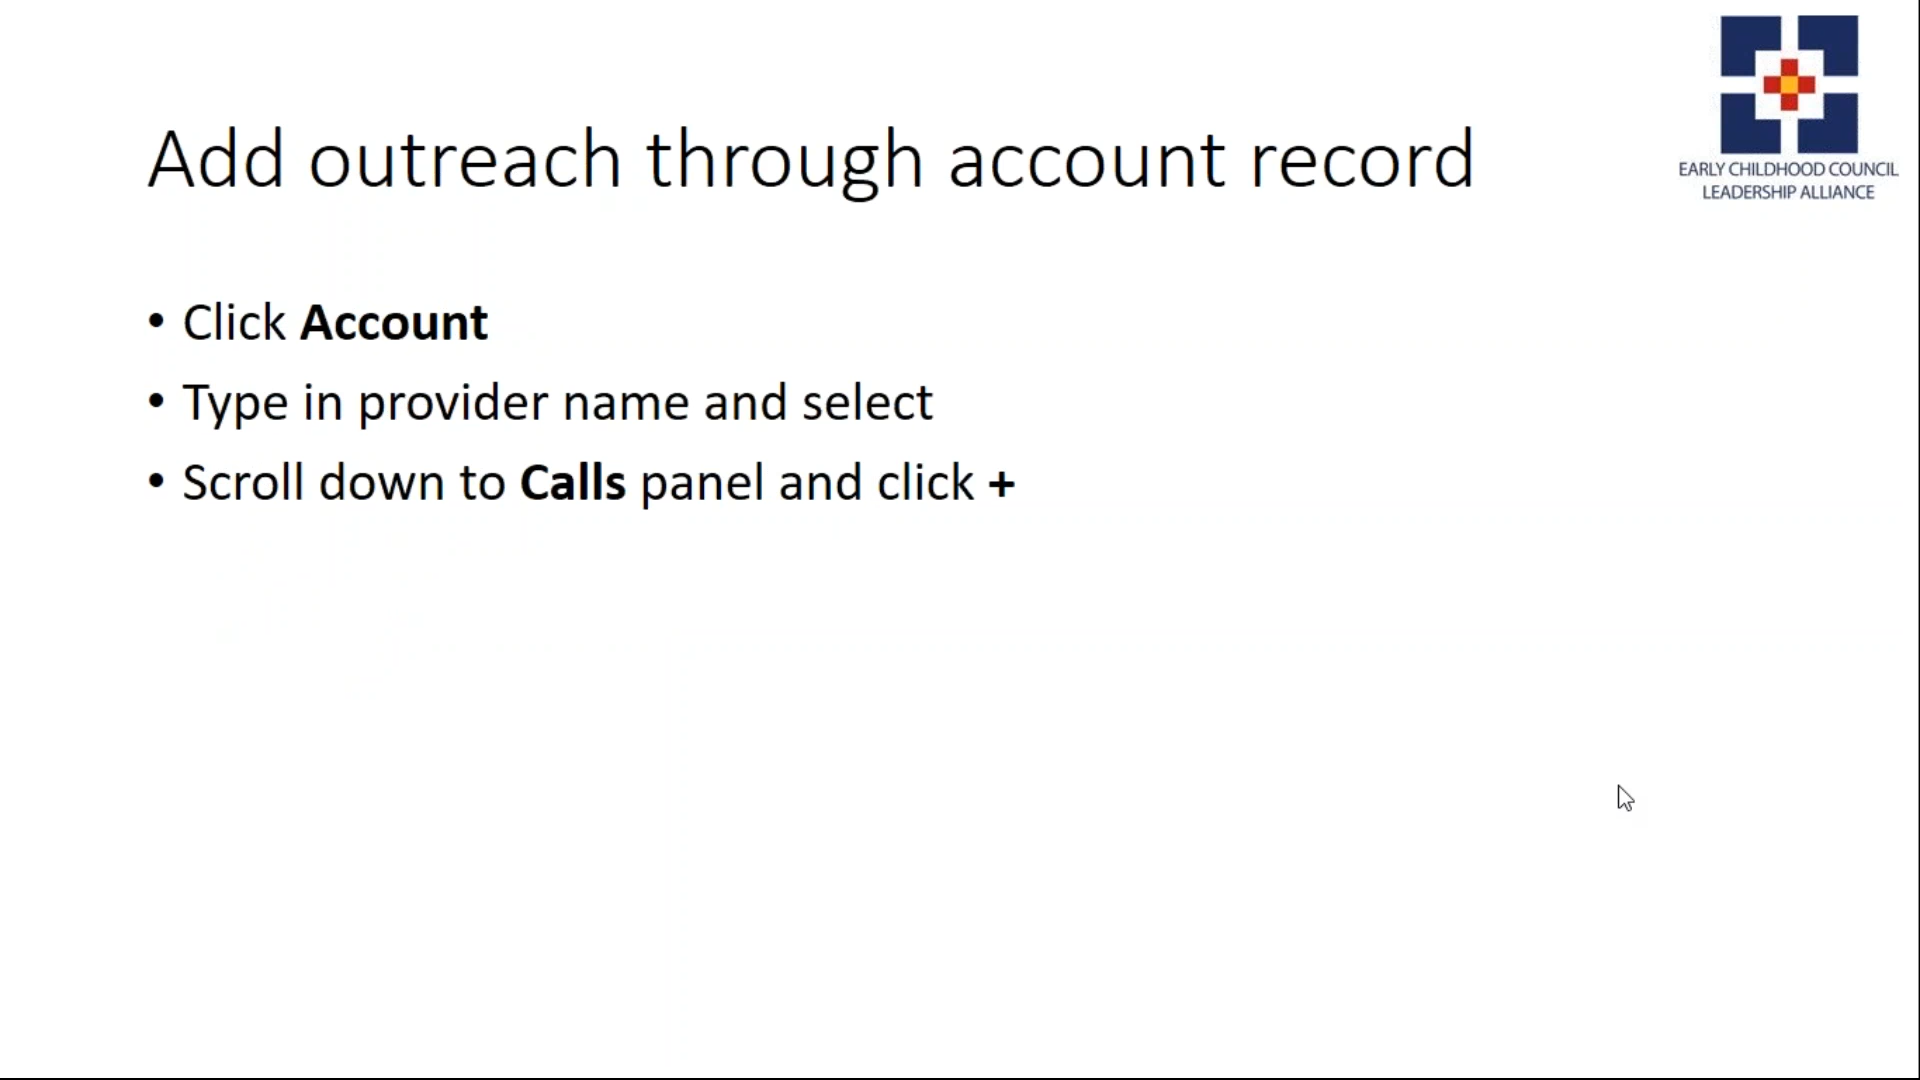 Add outreach through account record
EARLY CHILDHOOD COUNCIL
LEADERSHIP ALLIANCE
• Click Account
• Type in provider name and select
• Scroll down to Calls panel and click +